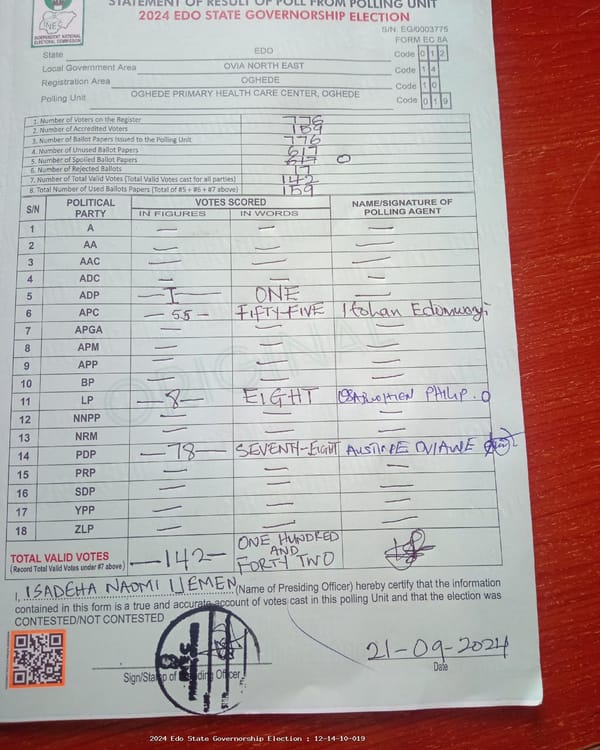 STATEMENT OF RESULT OF POLL FROM POLLING UNIT
2024 EDO STATE GOVERNORSHIP ELECTION
S/N: EG/0003775
FORM EC 8A
INEC
INDEPENDENT NATIONAL ELECTORAL COMMISSION
State EDO Code 0 1 2
Local Government Area OVIA NORTH EAST Code 1 4
Registration Area OGHEDE Code 1 0
Polling Unit OGHEDE PRIMARY HEALTH CARE CENTER, OGHEDE Code 0 1 9
1. Number of Voters on the Register 776
2. Number of Accredited Voters 159
3. Number of Ballot Papers Issued to the Polling Unit 776
4. Number of Unused Ballot Papers 617
5. Number of Spoiled Ballot Papers 617 0
6. Number of Rejected Ballots 17
7. Number of Total Valid Votes (Total Valid Votes cast for all parties) 142
8. Total Number of Used Ballots Papers (Total of #5 + #6 + #7 above) 159
S/N POLITICAL PARTY VOTES SCORED NAME/SIGNATURE OF POLLING AGENT
IN FIGURES IN WORDS
1 A — — —
2 AA — — —
3 AAC — — —
4 ADC — — —
5 ADP — I — ONE —
6 APC — 55 — FIFTY-FIVE Itohan Edomwogi
7 APGA — — —
8 APM — — —
9 APP — — —
10 BP — — —
11 LP — 8 — EIGHT PHILIP. O
12 NNPP — — —
13 NRM — — —
14 PDP — 78 — SEVENTY-EIGHT AUSTINE OVIAWE
15 PRP — — —
16 SDP — — —
17 YPP — — —
18 ZLP — — —
ORIGINAL
TOTAL VALID VOTES — 142 — ONE HUNDRED AND FORTY TWO
(Record Total Valid Votes under #7 above)
I, ISADEHA NAOMI IJEMEN (Name of Presiding Officer) hereby certify that the information
contained in this form is a true and accurate account of votes cast in this polling Unit and that the election was
CONTESTED/NOT CONTESTED
21-09-2024
Sign/Stamp of Presiding Officer Date
2024 Edo State Governorship Election : 12-14-10-019